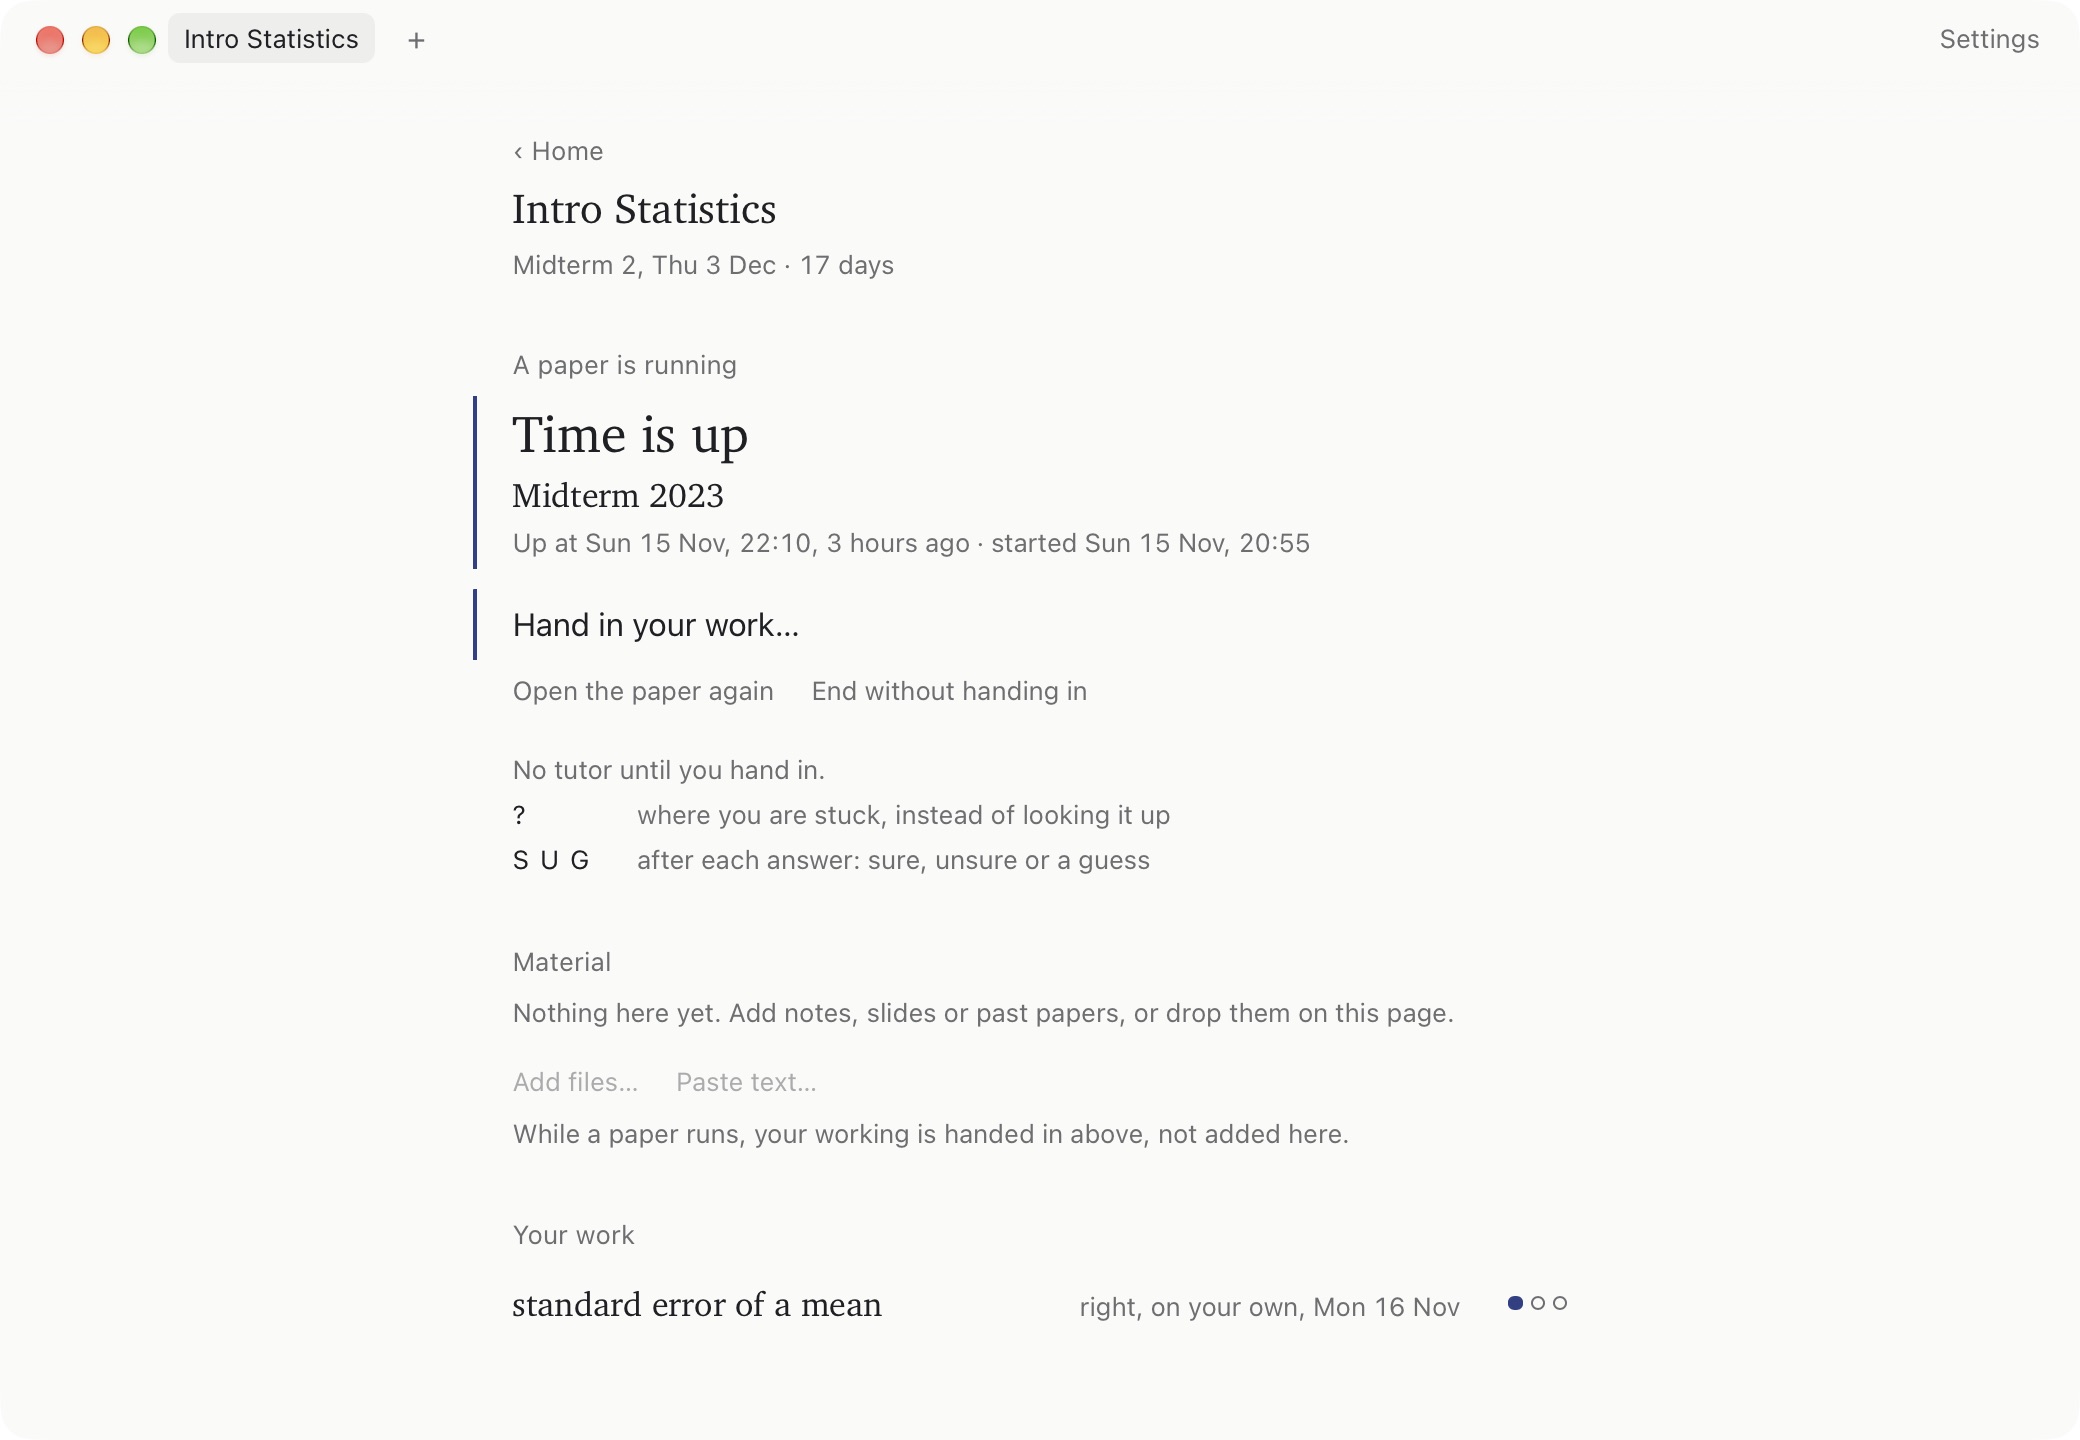 Intro Statistics +
Settings
‹ Home
Intro Statistics
Midterm 2, Thu 3 Dec · 17 days
A paper is running
Time is up
Midterm 2023
Up at Sun 15 Nov, 22:10, 3 hours ago · started Sun 15 Nov, 20:55
Hand in your work...
Open the paper again End without handing in
No tutor until you hand in.
? where you are stuck, instead of looking it up
S U G after each answer: sure, unsure or a guess
Material
Nothing here yet. Add notes, slides or past papers, or drop them on this page.
Add files... Paste text...
While a paper runs, your working is handed in above, not added here.
Your work
standard error of a mean right, on your own, Mon 16 Nov